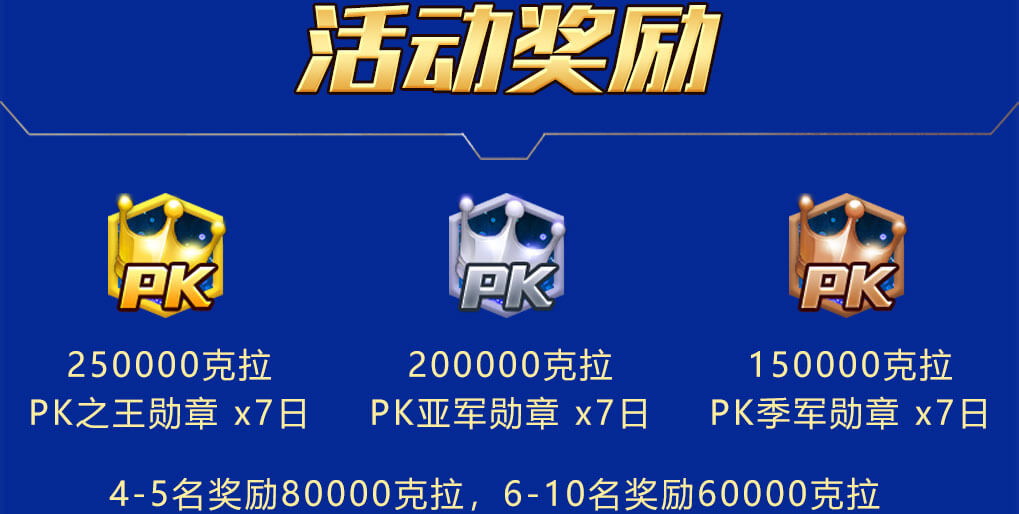 活动奖励
PK PK PK
250000克拉 200000克拉 150000克拉
PK之王勋章 x7日 PK亚军勋章 x7日 PK季军勋章 x7日
4-5名奖励80000克拉，6-10名奖励60000克拉